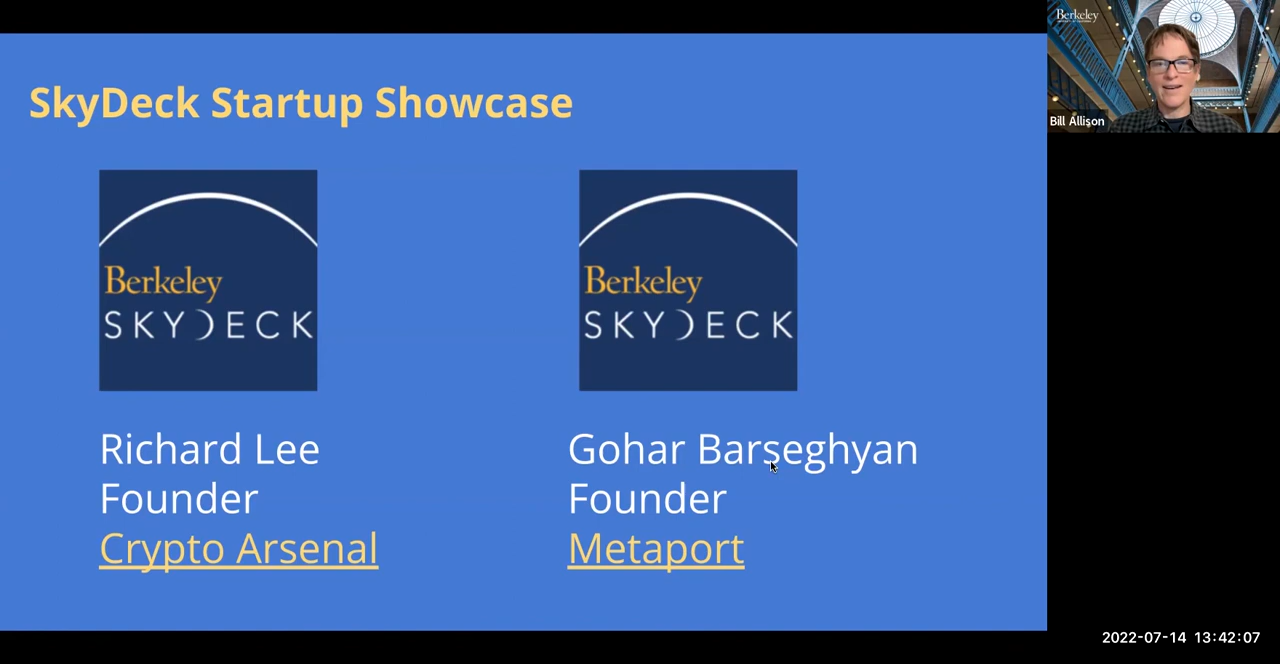 SkyDeck Startup Showcase
Berkeley
SKYDECK
Berkeley
SKYDECK
Richard Lee
Founder
Crypto Arsenal
Gohar Barseghyan
Founder
Metaport
Berkeley
Bill Allison
2022-07-14 13:42:07